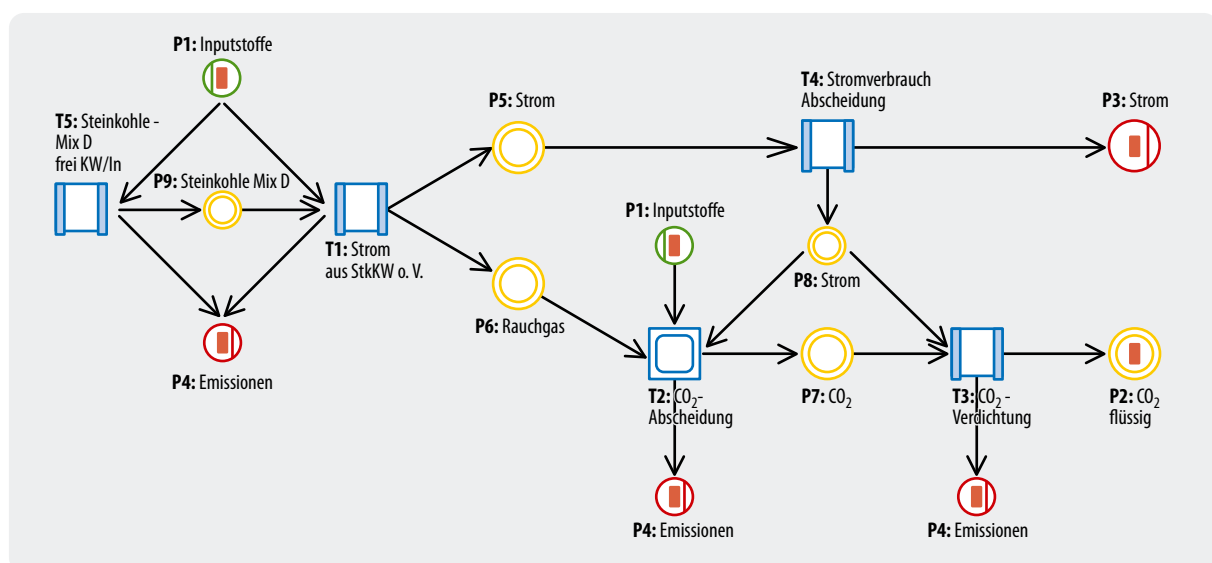 P1: Inputstoffe
T5: Steinkohle -
Mix D
frei KW/In
P9: Steinkohle Mix D
T1: Strom
aus StkKW o. V.
P4: Emissionen
P5: Strom
P6: Rauchgas
T4: Stromverbrauch
Abscheidung
P3: Strom
P1: Inputstoffe
P8: Strom
T2: CO₂-
Abscheidung
P7: CO₂
T3: CO₂ -
Verdichtung
P2: CO₂
flüssig
P4: Emissionen
P4: Emissionen